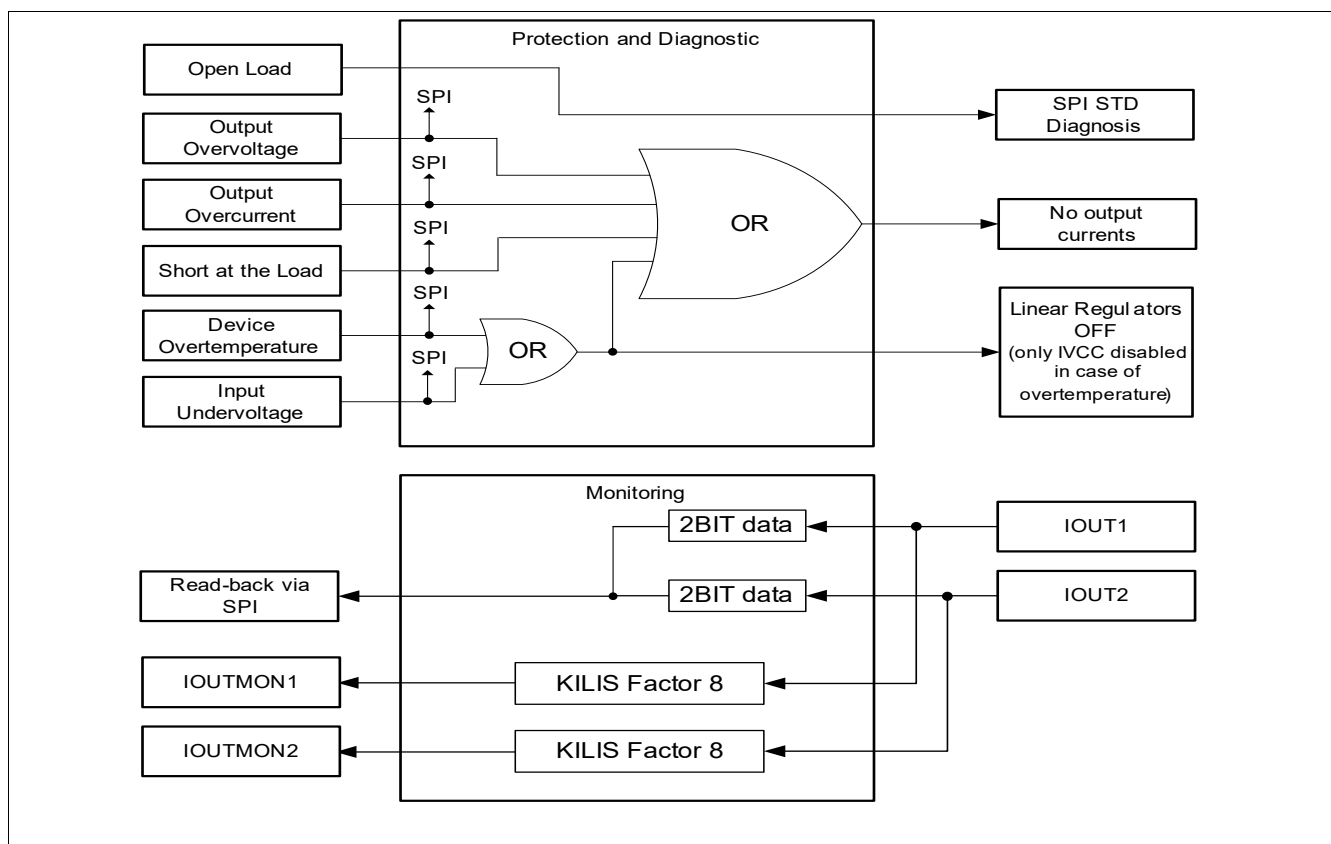 Protection and Diagnostic
Open Load
SPI
SPI STD
Diagnosis
Output
Overvoltage
SPI
Output
Overcurrent
OR
No output
currents
SPI
Short at the Load
SPI
Device
Overtemperature
OR
Linear Regulators
OFF
(only IVCC disabled
in case of
overtemperature)
SPI
Input
Undervoltage
Monitoring
2BIT data
IOUT1
Read-back via
SPI
2BIT data
IOUT2
IOUTMON1
KILIS Factor 8
IOUTMON2
KILIS Factor 8